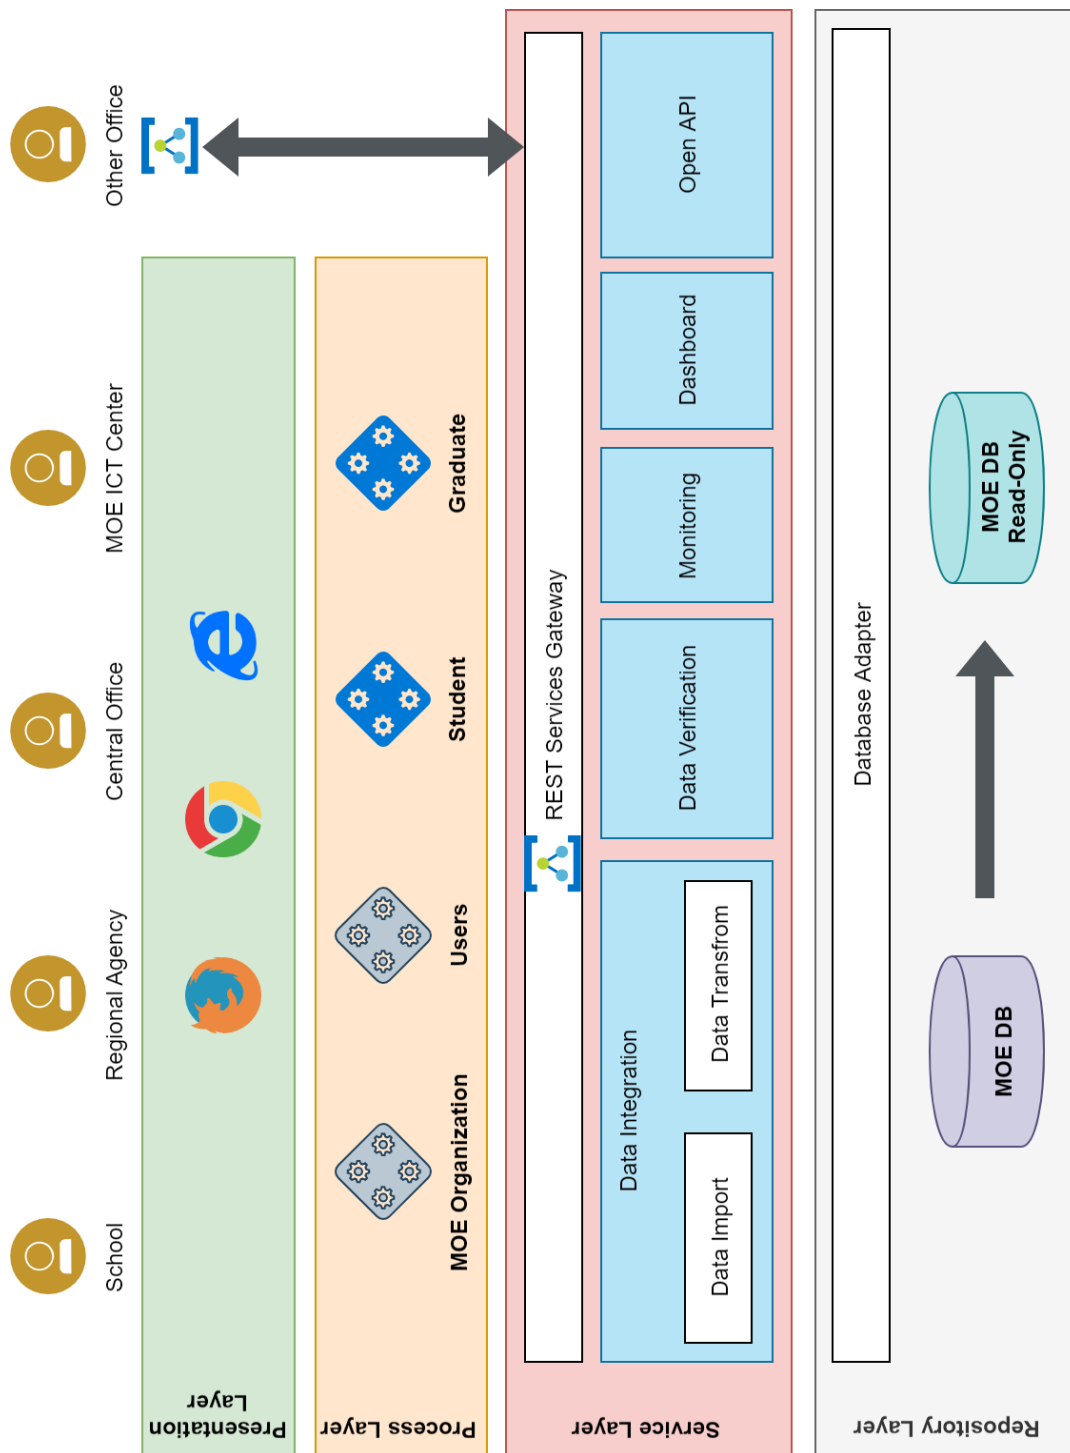 School
Regional Agency
Central Office
MOE ICT Center
Other Office
Presentation
Layer
Process Layer
MOE Organization
Users
Student
Graduate
Service Layer
REST Services Gateway
Data Integration
Data Import
Data Transfrom
Data Verification
Monitoring
Dashboard
Open API
Repository Layer
Database Adapter
MOE DB
MOE DB
Read-Only